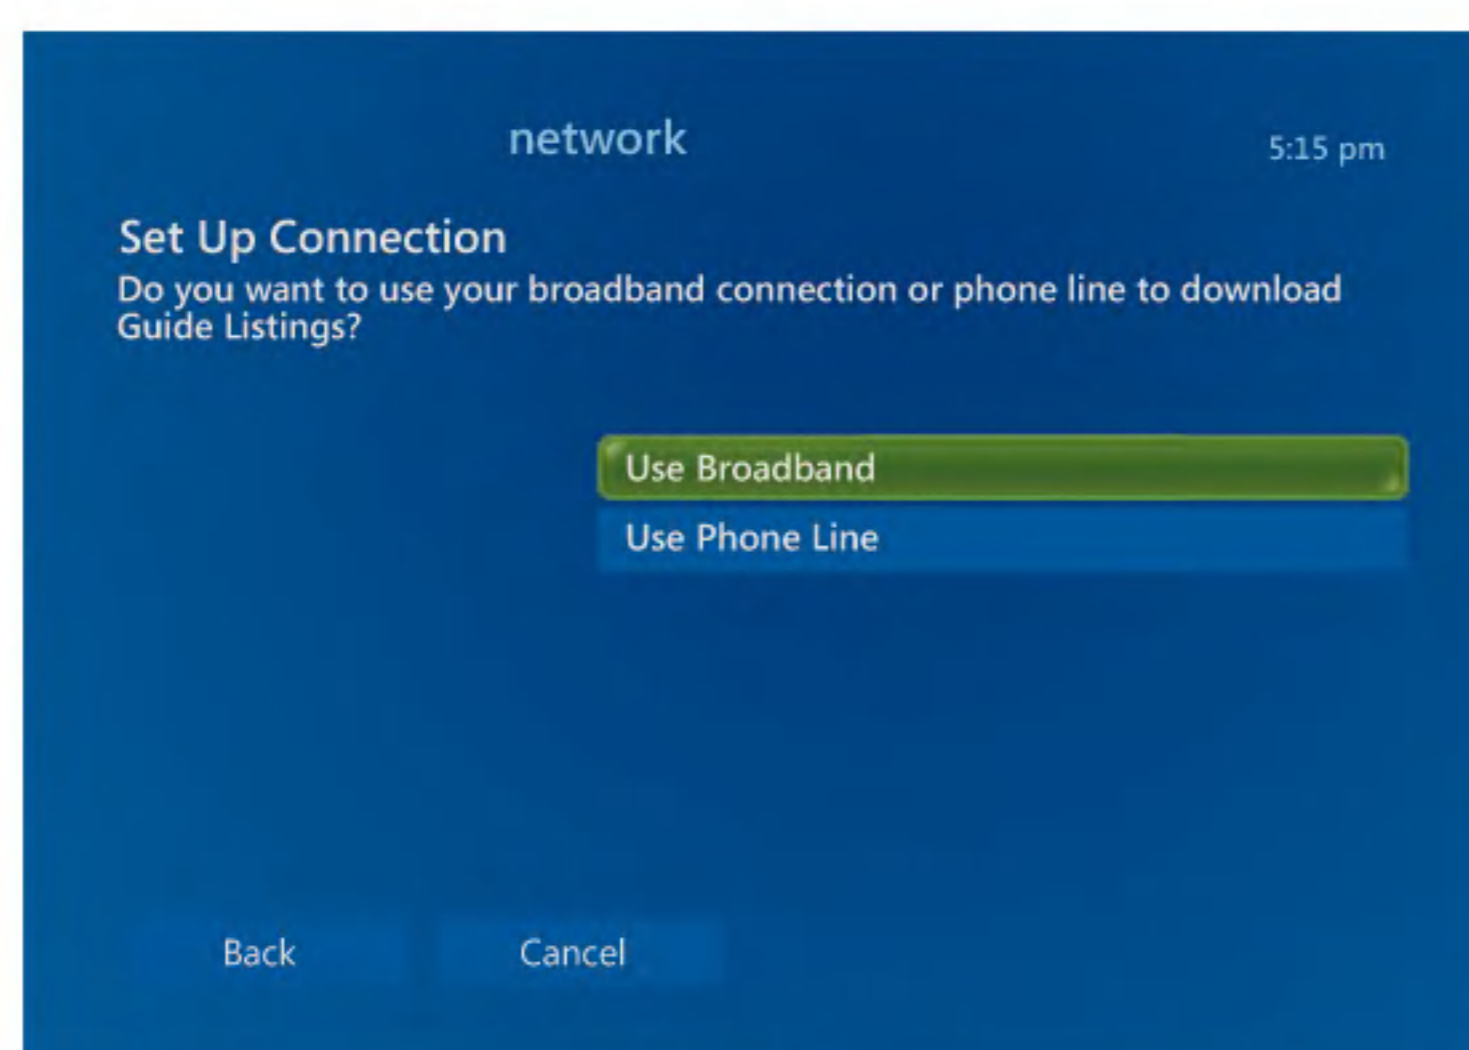 network
5:15 pm
Set Up Connection
Do you want to use your broadband connection or phone line to download
Guide Listings?
Use Broadband
Use Phone Line
Back
Cancel